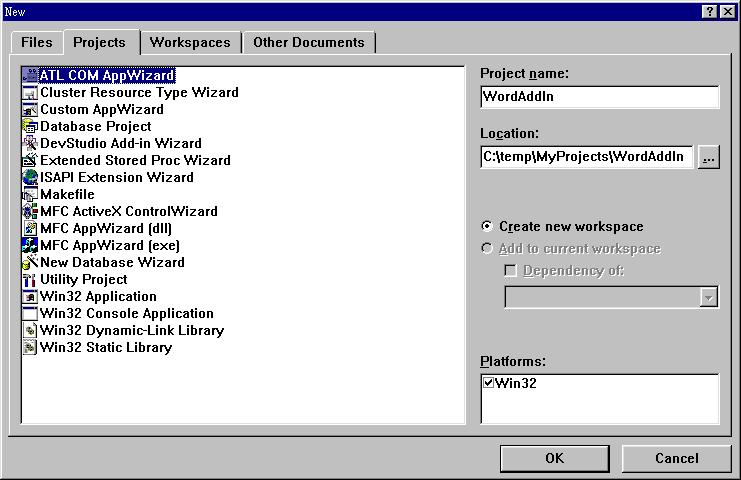 New
Files
Projects
Workspaces
Other Documents
ATL COM AppWizard
Cluster Resource Type Wizard
Custom AppWizard
Database Project
DevStudio Add-in Wizard
Extended Stored Proc Wizard
ISAPI Extension Wizard
Makefile
MFC ActiveX ControlWizard
MFC AppWizard (dll)
MFC AppWizard (exe)
New Database Wizard
Utility Project
Win32 Application
Win32 Console Application
Win32 Dynamic-Link Library
Win32 Static Library
Project name:
WordAddIn
Location:
C:\temp\MyProjects\WordAddIn
...
Create new workspace
Add to current workspace
Dependency of:
Platforms:
Win32
OK
Cancel